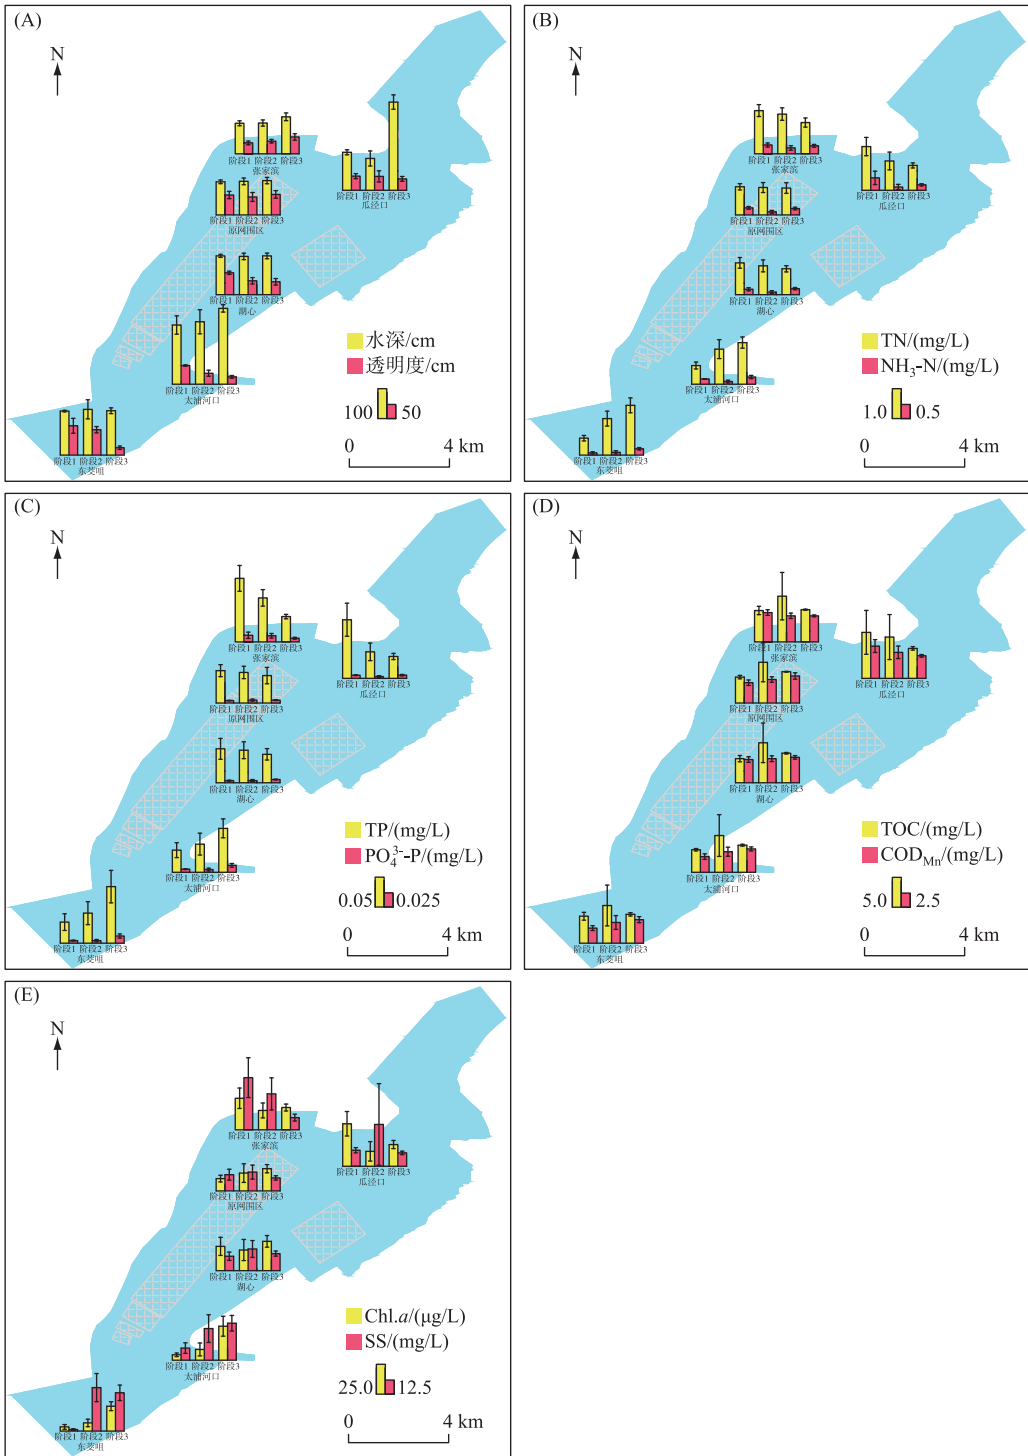 (A)
N
阶段1 阶段2 阶段3
张家滨
阶段1 阶段2 阶段3
瓜泾口
阶段1 阶段2 阶段3
原网围区
阶段1 阶段2 阶段3
湖心
水深/cm
透明度/cm
阶段1 阶段2 阶段3
太浦河口
100 50
0 4 km
阶段1 阶段2 阶段3
东茭咀
(B)
N
阶段1 阶段2 阶段3
张家滨
阶段1 阶段2 阶段3
瓜泾口
阶段1 阶段2 阶段3
原网围区
阶段1 阶段2 阶段3
湖心
TN/(mg/L)
NH₃-N/(mg/L)
阶段1 阶段2 阶段3
太浦河口
1.0 0.5
0 4 km
阶段1 阶段2 阶段3
东茭咀
(C)
N
阶段1 阶段2 阶段3
张家滨
阶段1 阶段2 阶段3
瓜泾口
阶段1 阶段2 阶段3
原网围区
阶段1 阶段2 阶段3
湖心
TP/(mg/L)
PO₄³⁻-P/(mg/L)
阶段1 阶段2 阶段3
太浦河口
0.05 0.025
0 4 km
阶段1 阶段2 阶段3
东茭咀
(D)
N
阶段1 阶段2 阶段3
张家滨
阶段1 阶段2 阶段3
瓜泾口
阶段1 阶段2 阶段3
原网围区
阶段1 阶段2 阶段3
湖心
TOC/(mg/L)
COD_Mn/(mg/L)
阶段1 阶段2 阶段3
太浦河口
5.0 2.5
0 4 km
阶段1 阶段2 阶段3
东茭咀
(E)
N
阶段1 阶段2 阶段3
张家滨
阶段1 阶段2 阶段3
瓜泾口
阶段1 阶段2 阶段3
原网围区
阶段1 阶段2 阶段3
湖心
Chl.a/(μg/L)
SS/(mg/L)
阶段1 阶段2 阶段3
太浦河口
25.0 12.5
0 4 km
阶段1 阶段2 阶段3
东茭咀